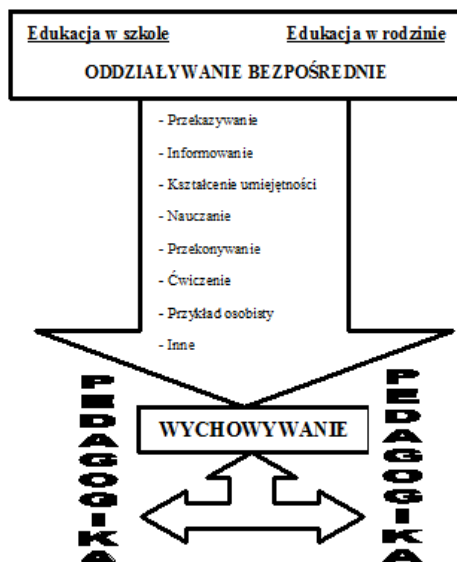 Edukacja w szkole Edukacja w rodzinie
ODDZIAŁYWANIE BEZPOŚREDNIE
- Przekazywanie
- Informowanie
- Kształcenie umiejętności
- Nauczanie
- Przekonywanie
- Ćwiczenie
- Przykład osobisty
- Inne
WYCHOWYWANIE
PEDAGOGIKA
PEDAGOGIKA